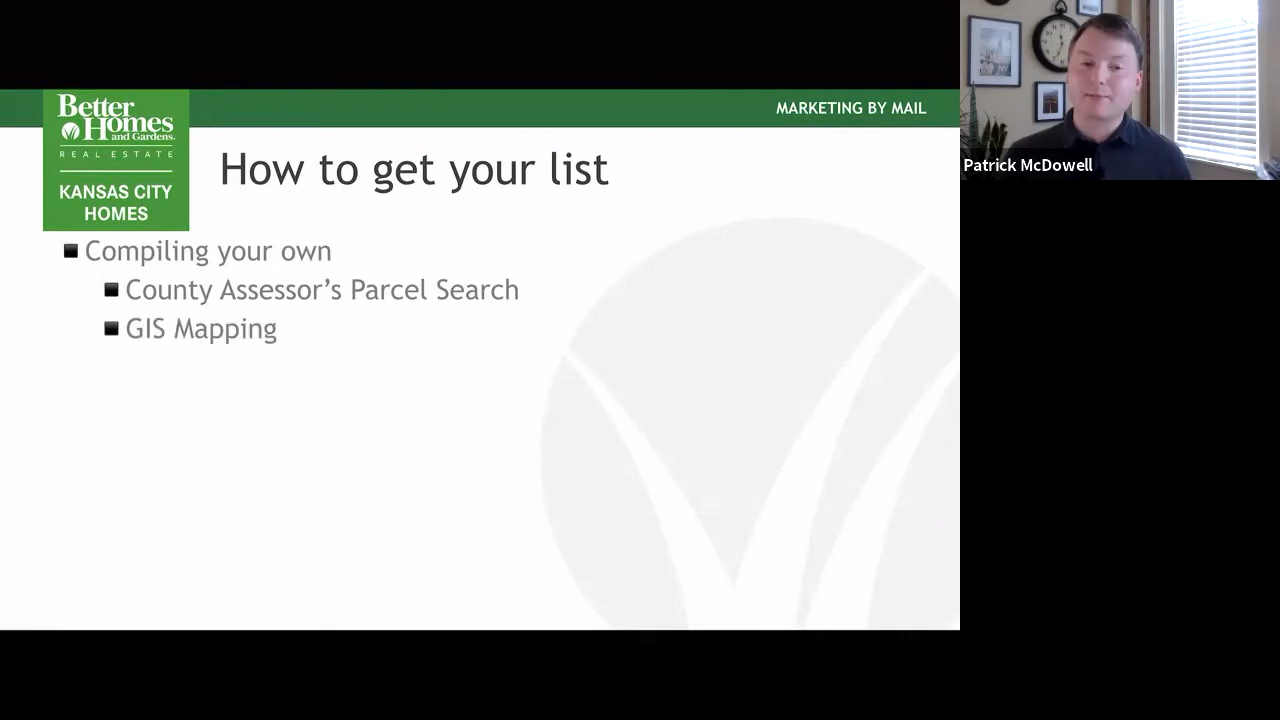 MARKETING BY MAIL
Better
Homes
and Gardens
REAL ESTATE
KANSAS CITY
HOMES
How to get your list
Compiling your own
County Assessor’s Parcel Search
GIS Mapping
Patrick McDowell